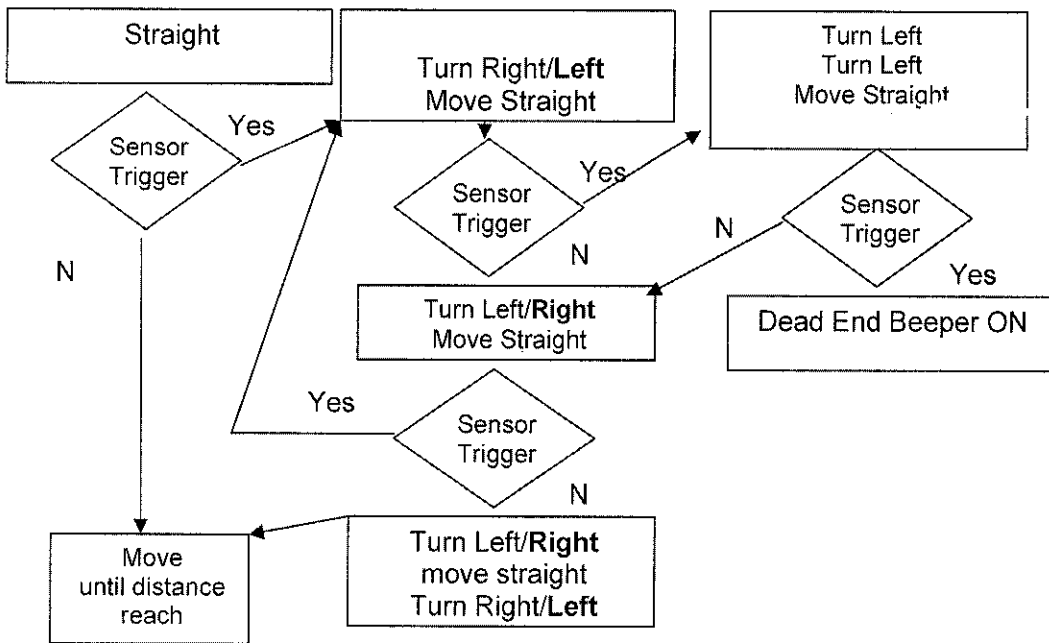 Straight
Sensor
Trigger
Yes
N
Turn Right/Left
Move Straight
Sensor
Trigger
Yes
N
Turn Left
Turn Left
Move Straight
Sensor
Trigger
N
Yes
Dead End Beeper ON
Turn Left/Right
Move Straight
Sensor
Trigger
Yes
N
Turn Left/Right
move straight
Turn Right/Left
Move
until distance
reach